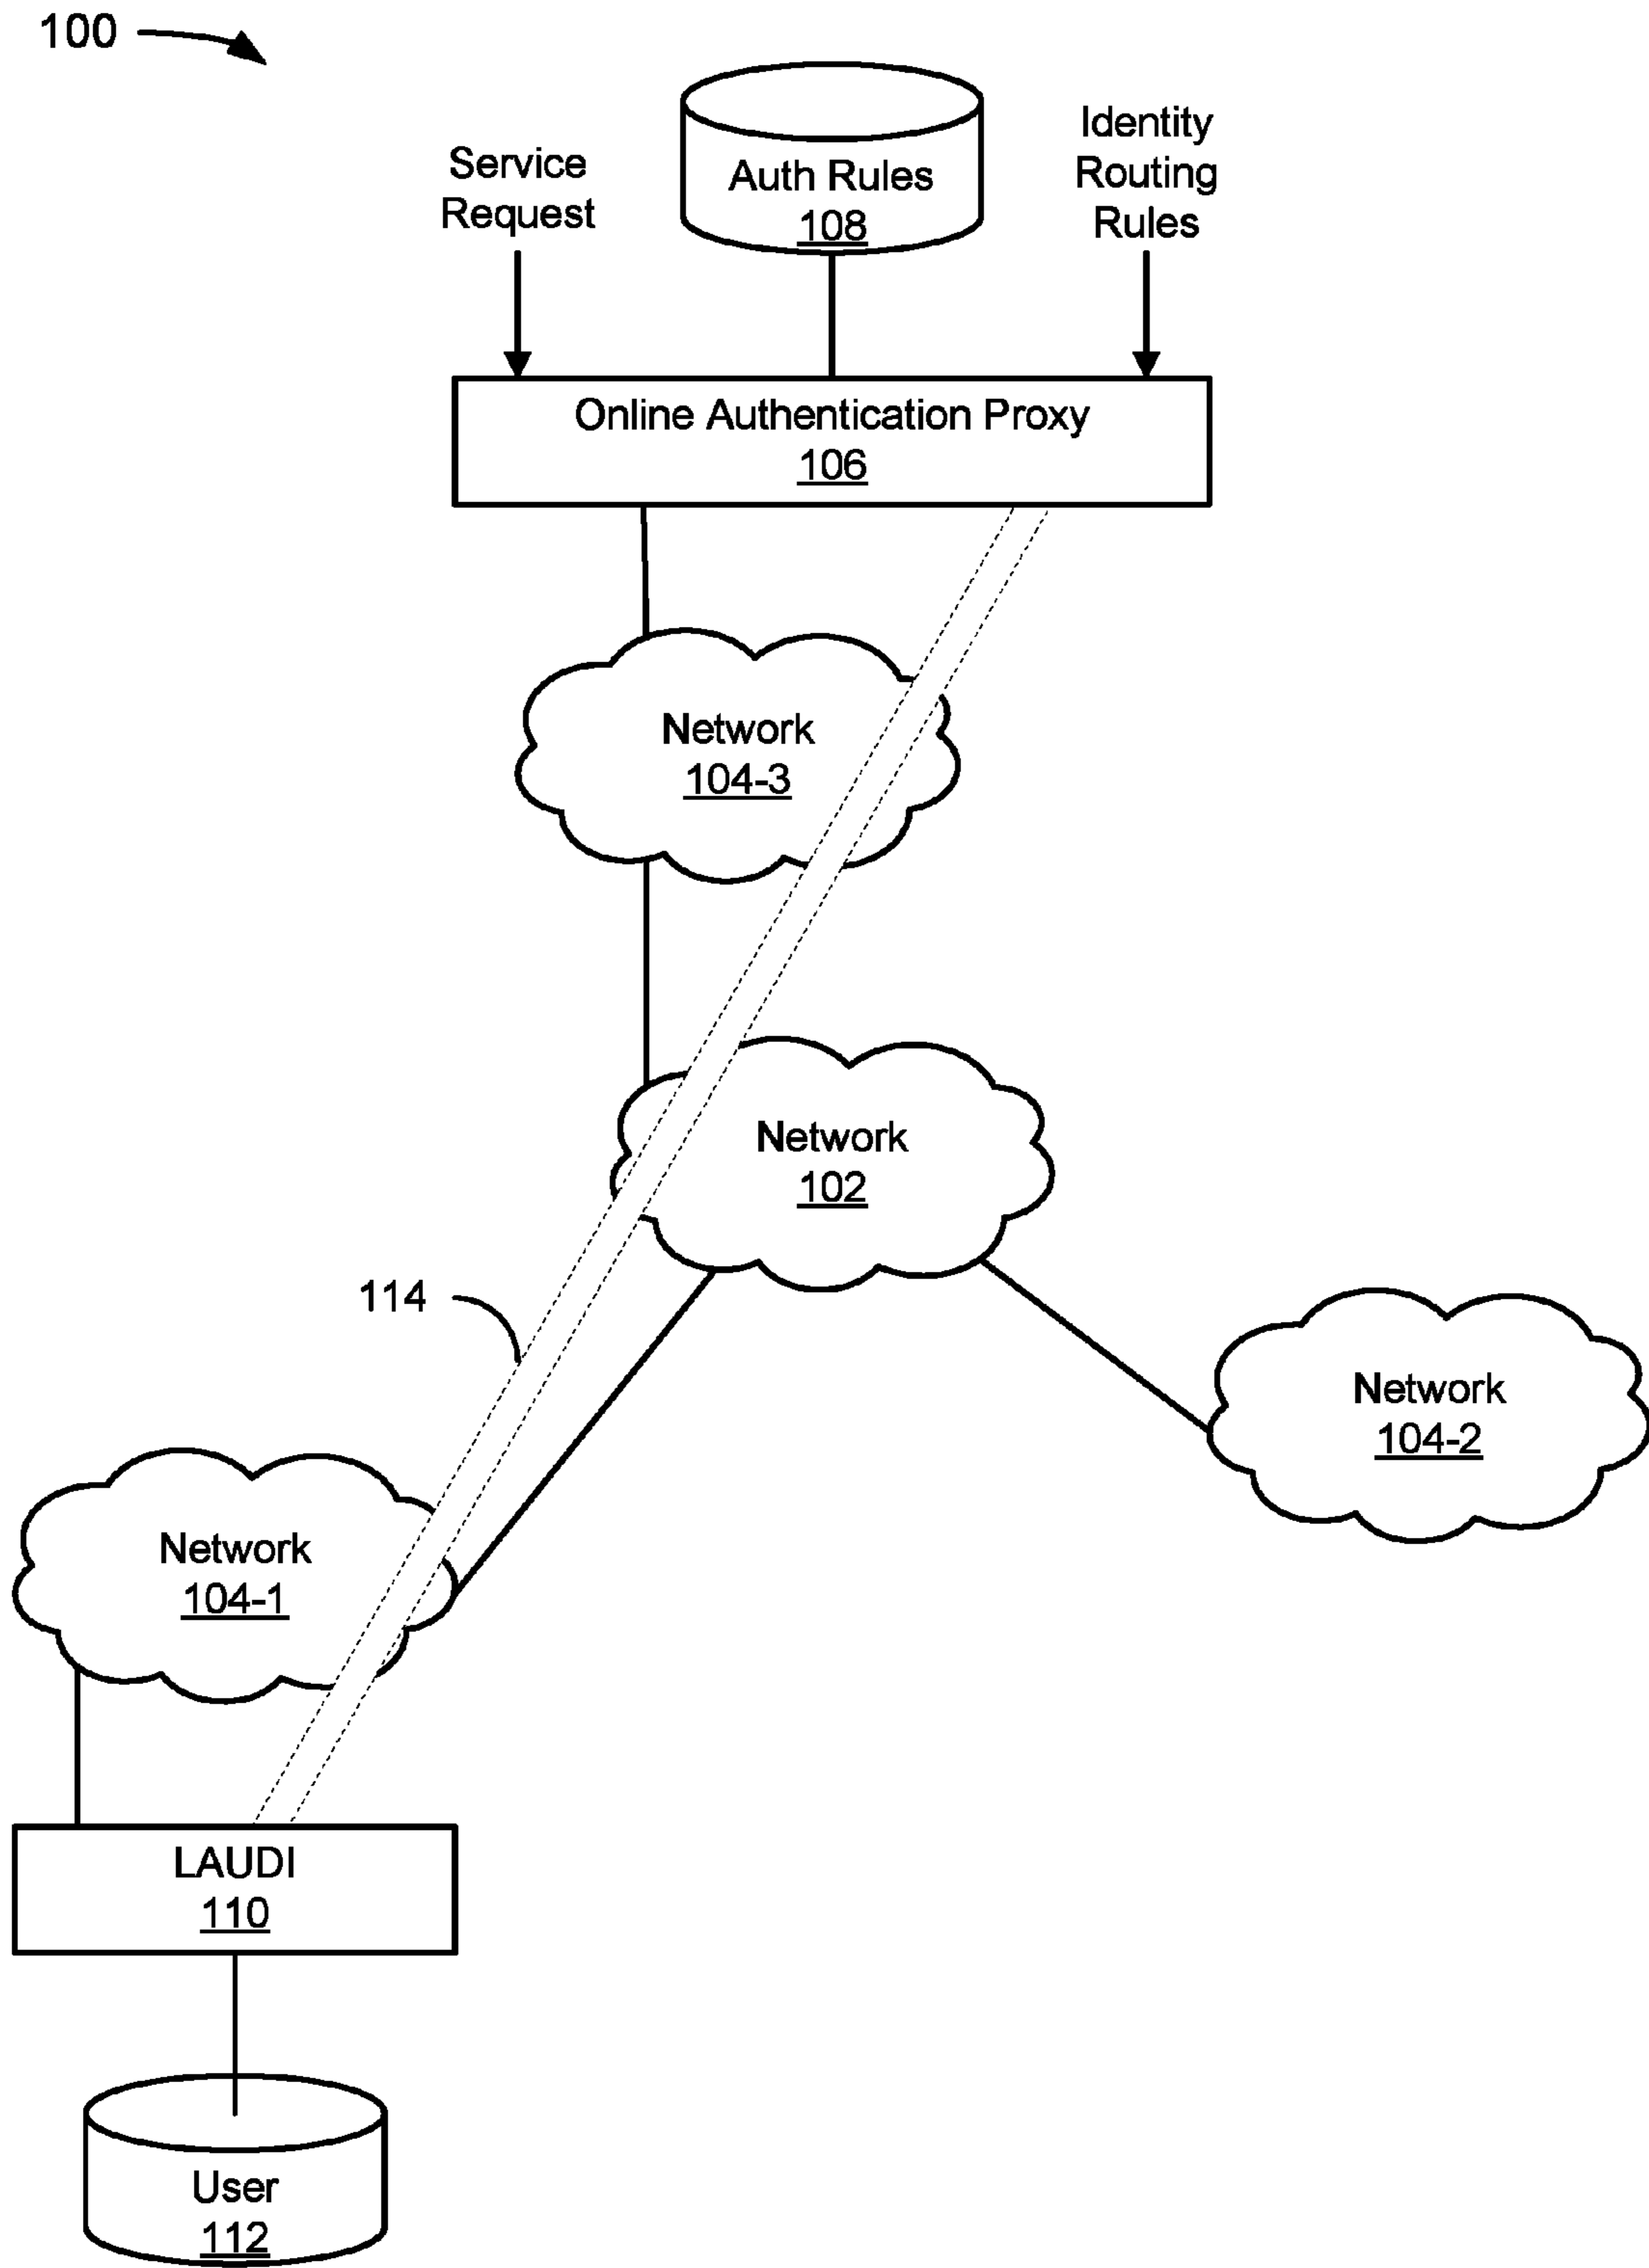 100
Service
Request
Auth Rules
108
Identity
Routing
Rules
Online Authentication Proxy
106
Network
104-3
Network
102
114
Network
104-2
Network
104-1
LAUDI
110
User
112